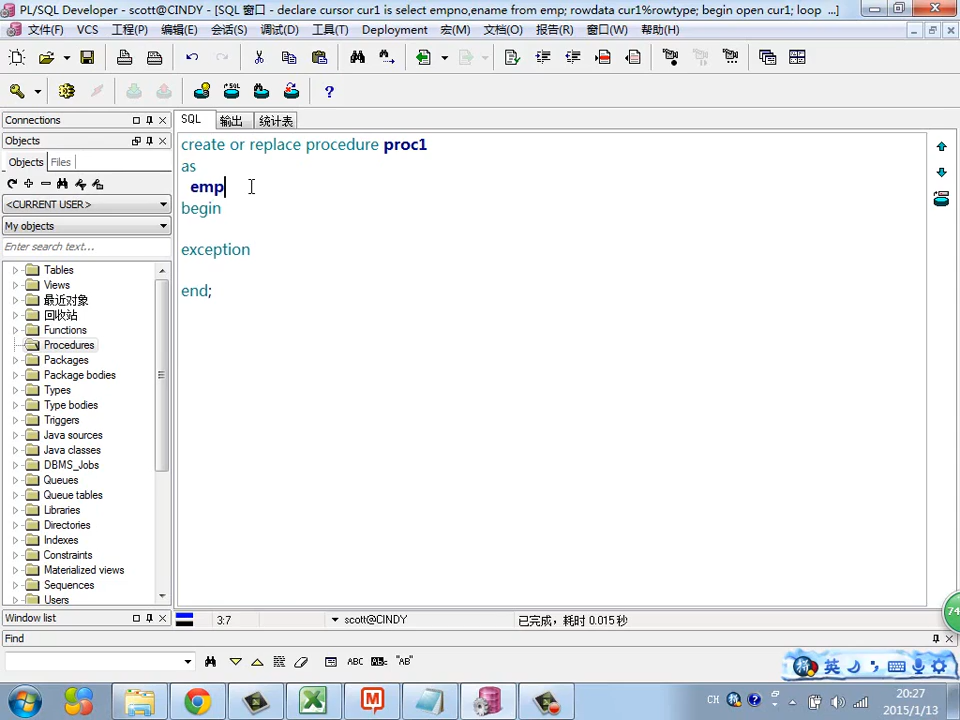 PL/SQL Developer - scott@CINDY - [SQL 窗口 - declare cursor cur1 is select empno,ename from emp; rowdata cur1%rowtype; begin open cur1; loop ...]
文件(F) VCS 工程(P) 编辑(E) 会话(S) 调试(D) 工具(T) Deployment 宏(M) 文档(O) 报告(R) 窗口(W) 帮助(H)
Connections
Objects
Objects Files
<CURRENT USER>
My objects
Enter search text...
Tables
Views
最近对象
回收站
Functions
Procedures
Packages
Package bodies
Types
Type bodies
Triggers
Java sources
Java classes
DBMS_Jobs
Queues
Queue tables
Libraries
Directories
Indexes
Constraints
Materialized views
Sequences
Users
Window list
SQL 输出 统计表
create or replace procedure proc1
as
emp
begin
exception
end;
3:7 scott@CINDY 已完成，耗时 0.015 秒
74
Find
ABC "AB"
英
CH
20:27
2015/1/13